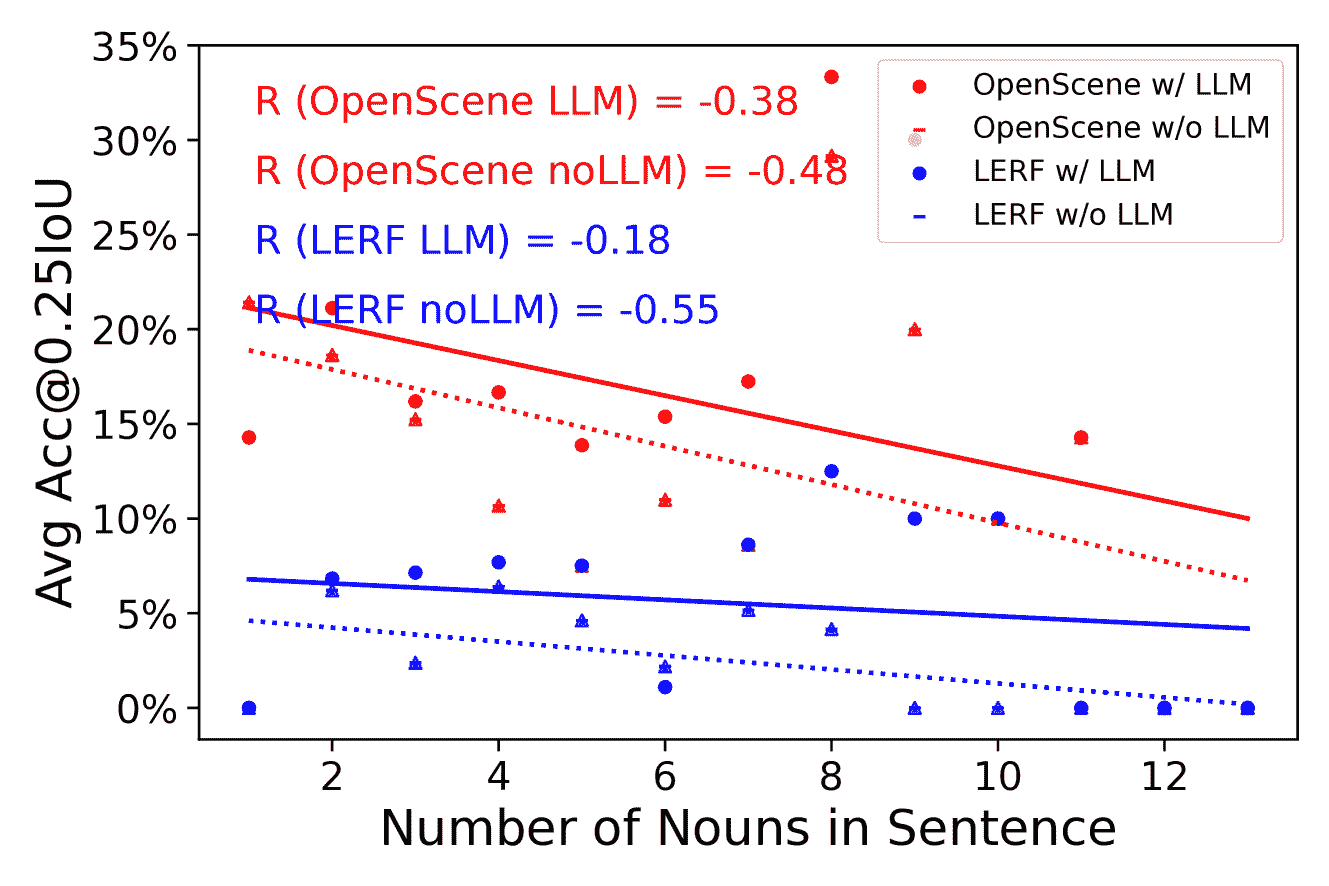 35%
30%
25%
20%
15%
10%
5%
0%
Avg Acc@0.25IoU
R (OpenScene LLM) = -0.38
R (OpenScene noLLM) = -0.48
R (LERF LLM) = -0.18
R (LERF noLLM) = -0.55
OpenScene w/ LLM
OpenScene w/o LLM
LERF w/ LLM
LERF w/o LLM
2 4 6 8 10 12
Number of Nouns in Sentence